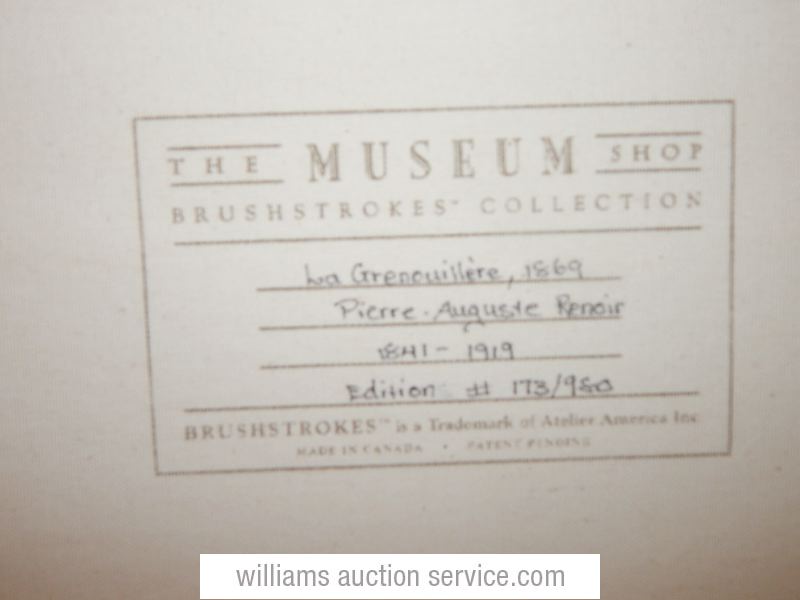 THE MUSEUM SHOP
BRUSHSTROKES™ COLLECTION
La Grenouillère, 1869
Pierre-Auguste Renoir
1841 - 1919
Edition # 173/980
BRUSHSTROKES™ is a Trademark of Atelier America Inc
MADE IN CANADA • PATENT PENDING
williams auction service.com